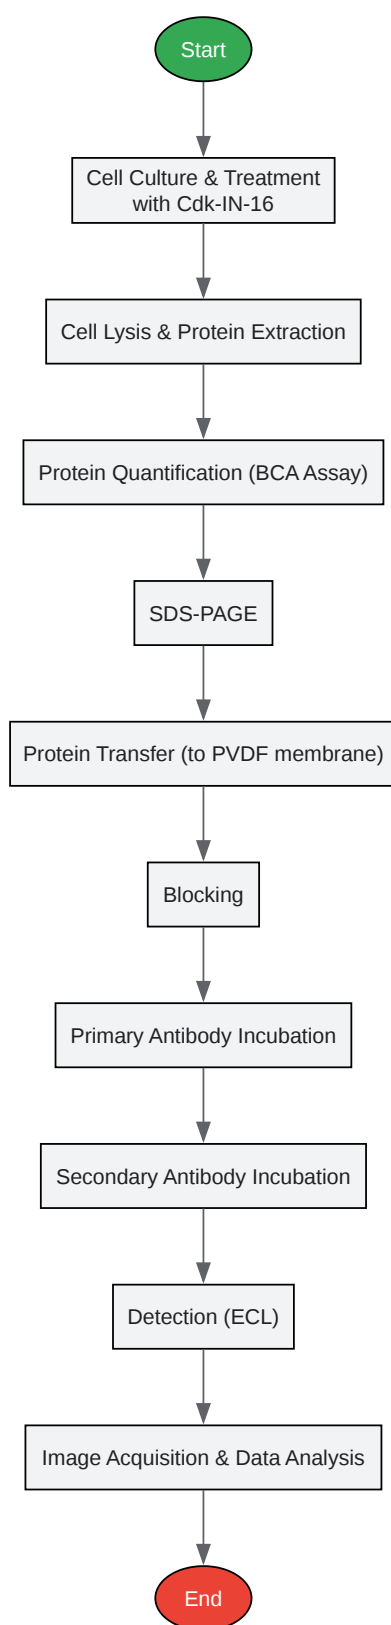 Start
Cell Culture & Treatment
with Cdk-IN-16
Cell Lysis & Protein Extraction
Protein Quantification (BCA Assay)
SDS-PAGE
Protein Transfer (to PVDF membrane)
Blocking
Primary Antibody Incubation
Secondary Antibody Incubation
Detection (ECL)
Image Acquisition & Data Analysis
End